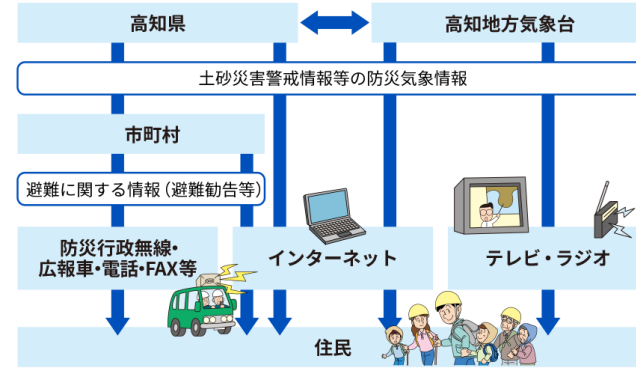 高知県
高知地方気象台
土砂災害警戒情報等の防災気象情報
市町村
避難に関する情報（避難勧告等）
防災行政無線・
広報車・電話・FAX等
インターネット
テレビ・ラジオ
住民